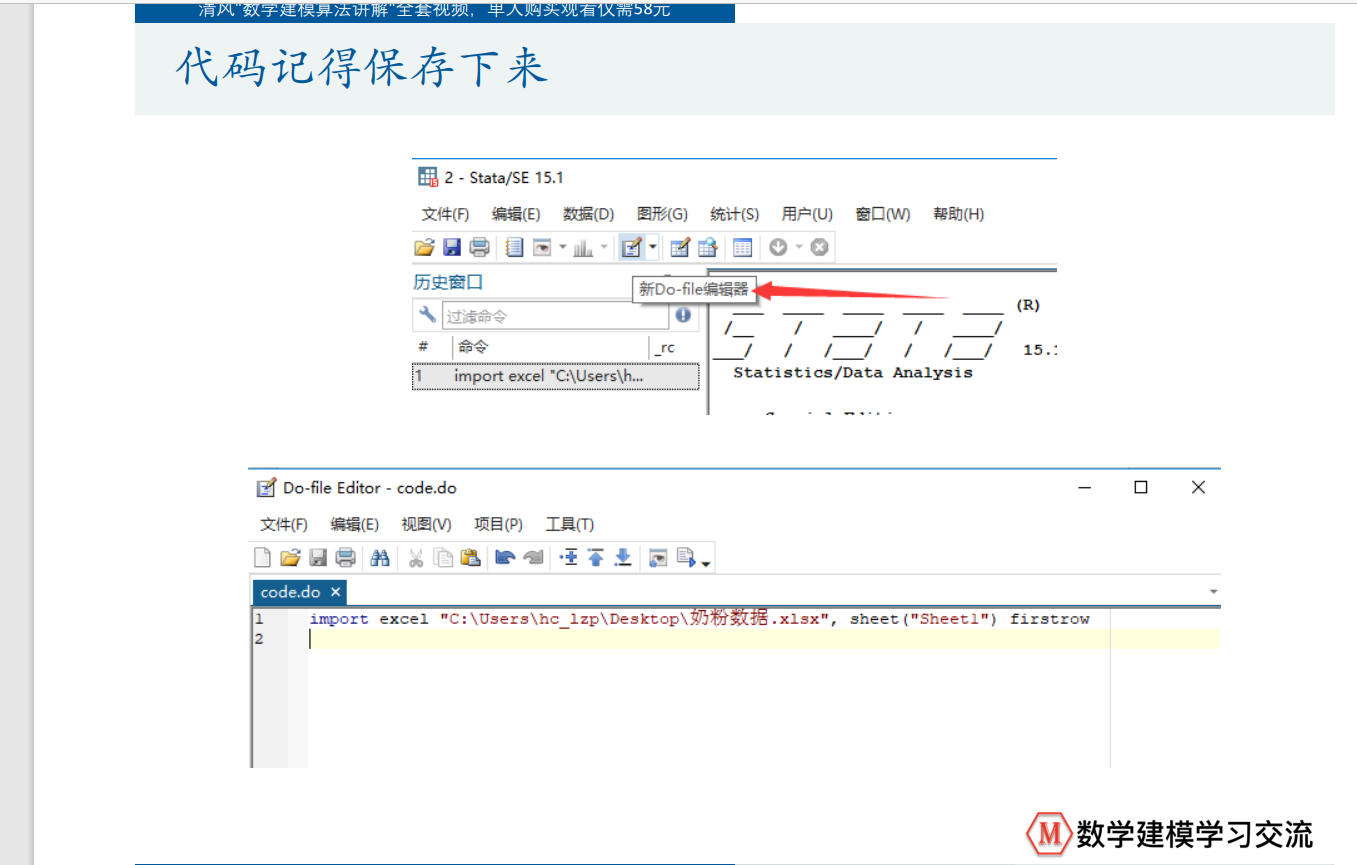 清风"数学建模算法讲解"全套视频，单人购买观看仅需58元
代码记得保存下来
2 - Stata/SE 15.1
文件(F) 编辑(E) 数据(D) 图形(G) 统计(S) 用户(U) 窗口(W) 帮助(H)
历史窗口
新Do-file编辑器
过滤命令
(R)
# 命令 _rc
15.1
1 import excel "C:\Users\h...
Statistics/Data Analysis
Do-file Editor - code.do
文件(F) 编辑(E) 视图(V) 项目(P) 工具(T)
code.do ×
1 import excel "C:\Users\hc_lzp\Desktop\奶粉数据.xlsx", sheet("Sheet1") firstrow
2
M 数学建模学习交流